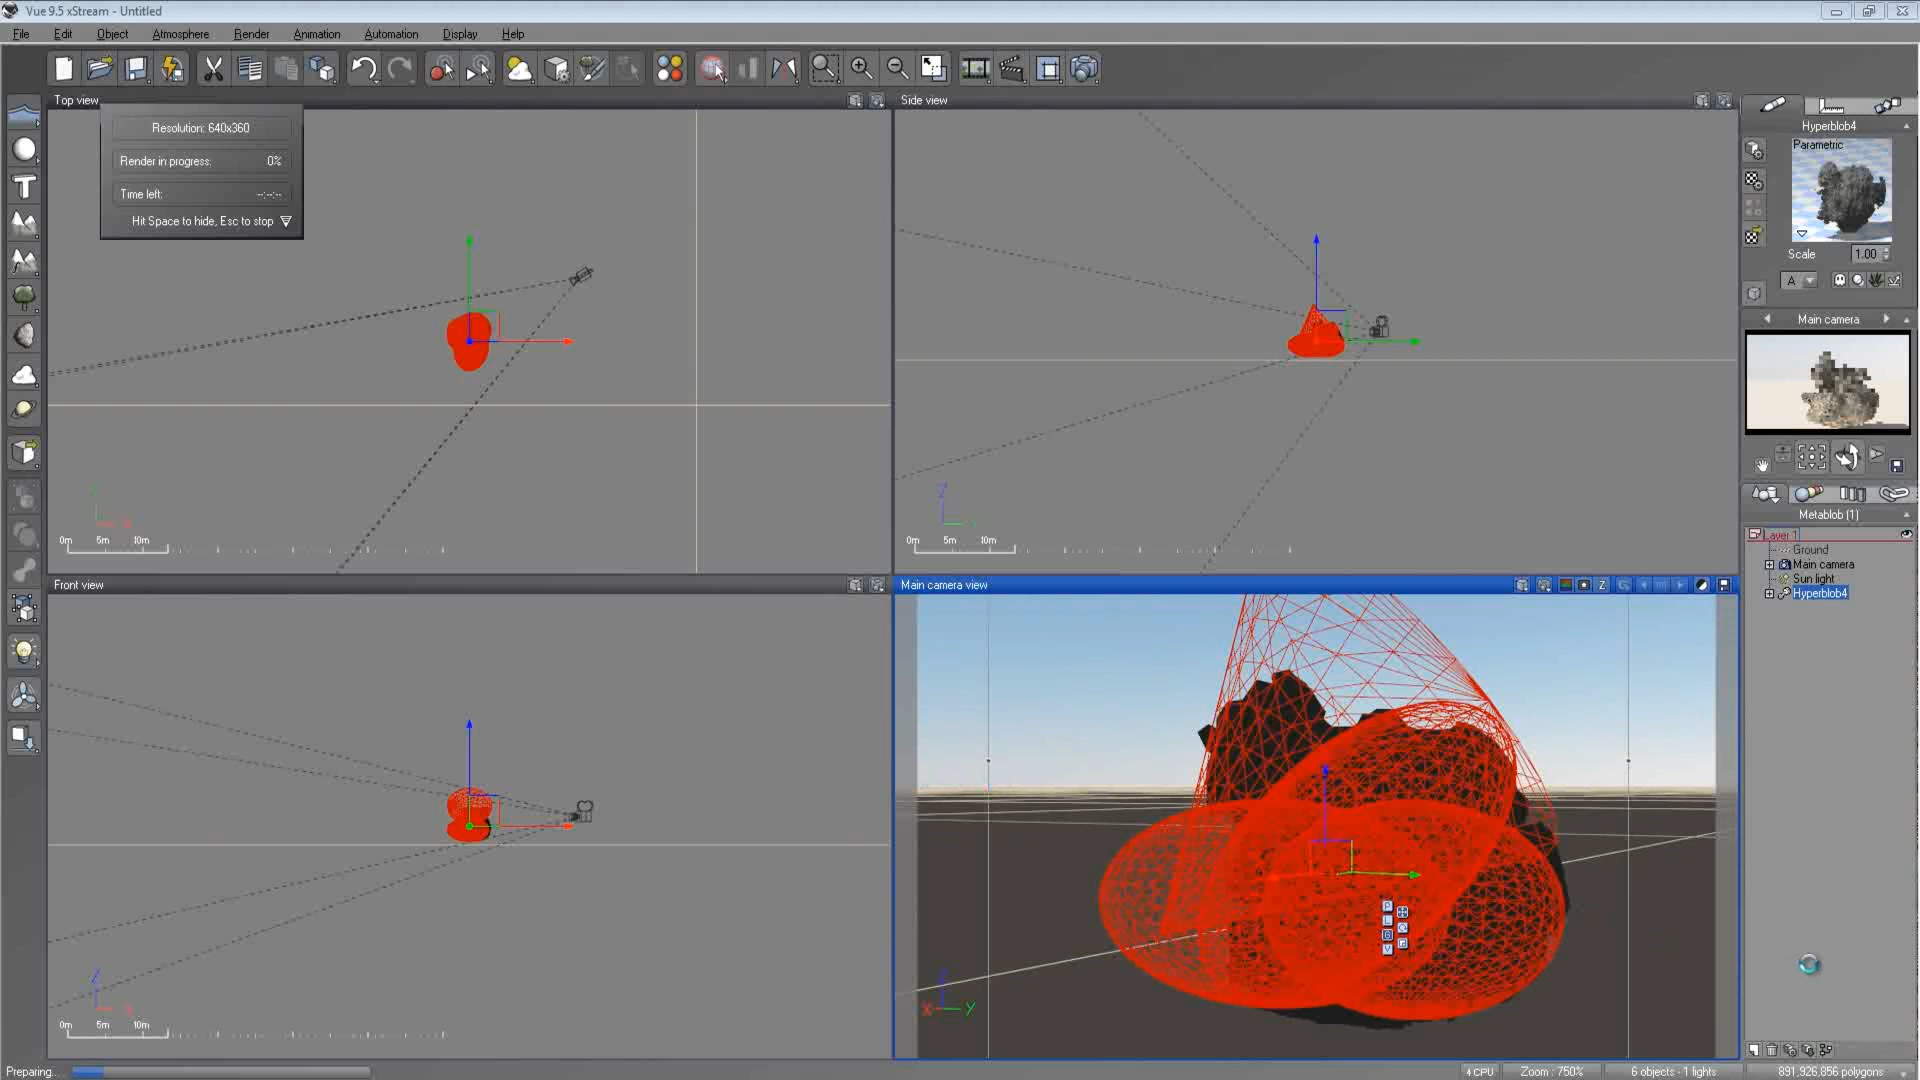 Vue 9.5 xStream - Untitled
File Edit Object Atmosphere Render Animation Automation Display Help
Top view
Resolution: 640x360
Render in progress: 0%
Time left: --:--:--
Hit Space to hide, Esc to stop
0m 5m 10m
Side view
Z
0m 5m 10m
Front view
Z
0m 5m 10m
Main camera view
Z
X Y
Hyperblob4
Parametric
Scale 1.00
A
Main camera
Metablob (1)
Layer 1
Ground
Main camera
Sun light
Hyperblob4
Preparing...
4 CPU
Zoom : 750%
6 objects - 1 lights
891,926,856 polygons